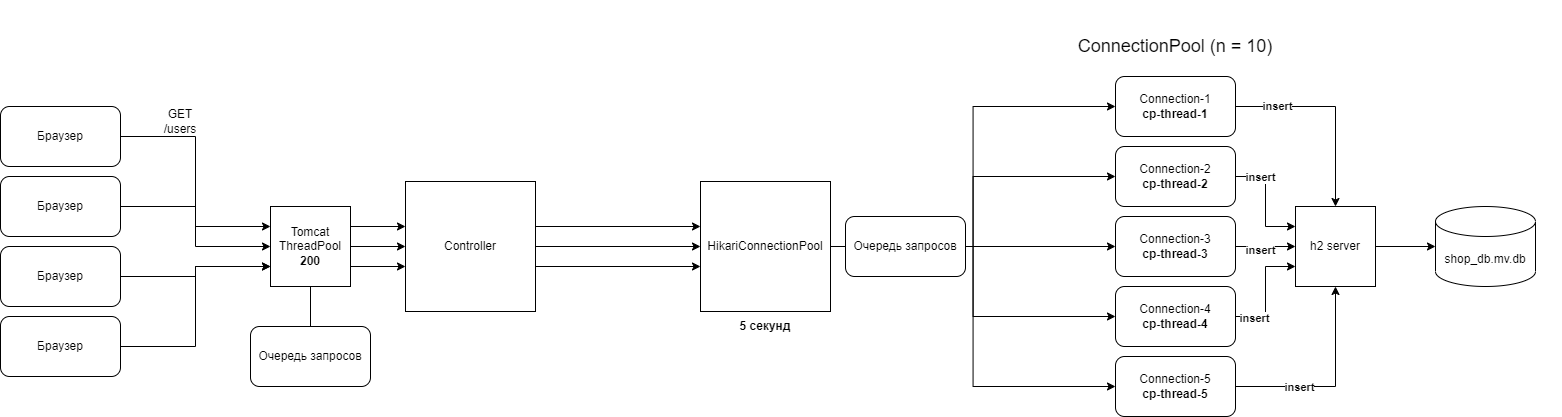 ConnectionPool (n = 10)
GET
/users
Браузер
Браузер
Браузер
Браузер
Tomcat
ThreadPool
200
Очередь запросов
Controller
HikariConnectionPool
5 секунд
Очередь запросов
Connection-1
cp-thread-1
insert
Connection-2
cp-thread-2
insert
Connection-3
cp-thread-3
insert
Connection-4
cp-thread-4
insert
Connection-5
cp-thread-5
insert
h2 server
shop_db.mv.db